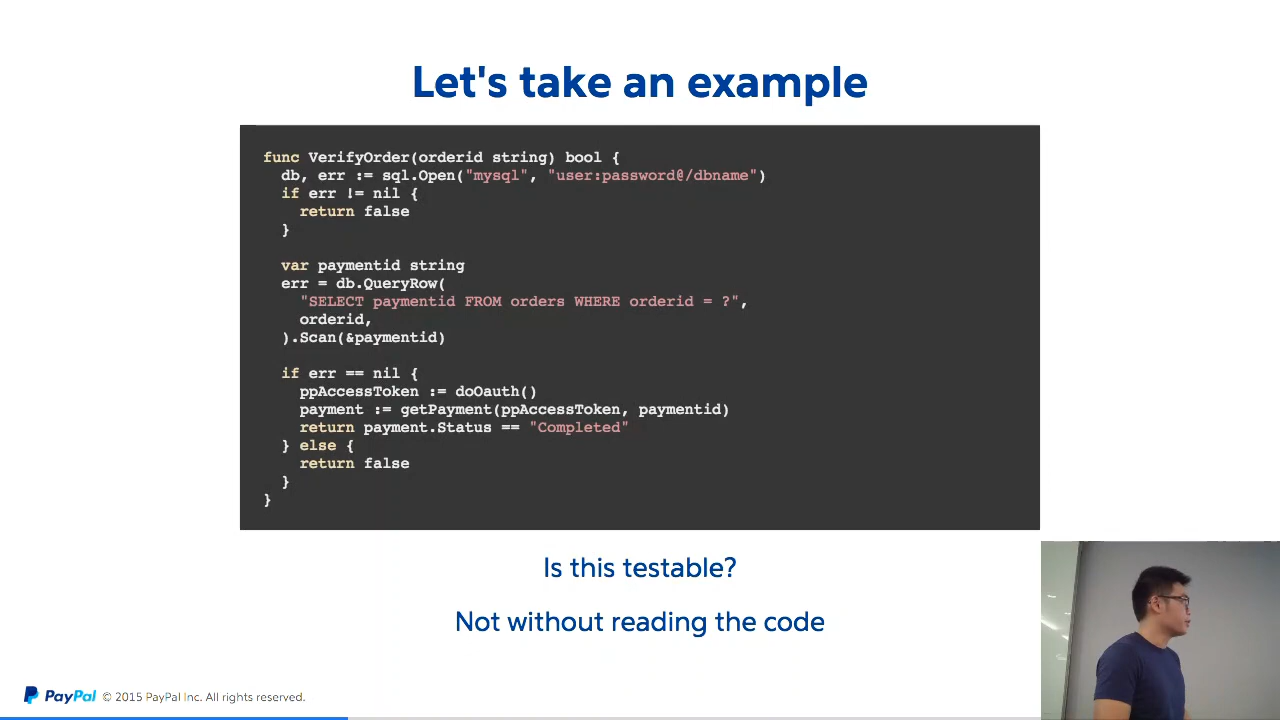 Let's take an example
func VerifyOrder(orderid string) bool {
  db, err := sql.Open("mysql", "user:password@/dbname")
  if err != nil {
    return false
  }

  var paymentid string
  err = db.QueryRow(
    "SELECT paymentid FROM orders WHERE orderid = ?",
    orderid,
  ).Scan(&paymentid)

  if err == nil {
    ppAccessToken := doOauth()
    payment := getPayment(ppAccessToken, paymentid)
    return payment.Status == "Completed"
  } else {
    return false
  }
}
Is this testable?
Not without reading the code
PayPal © 2015 PayPal Inc. All rights reserved.